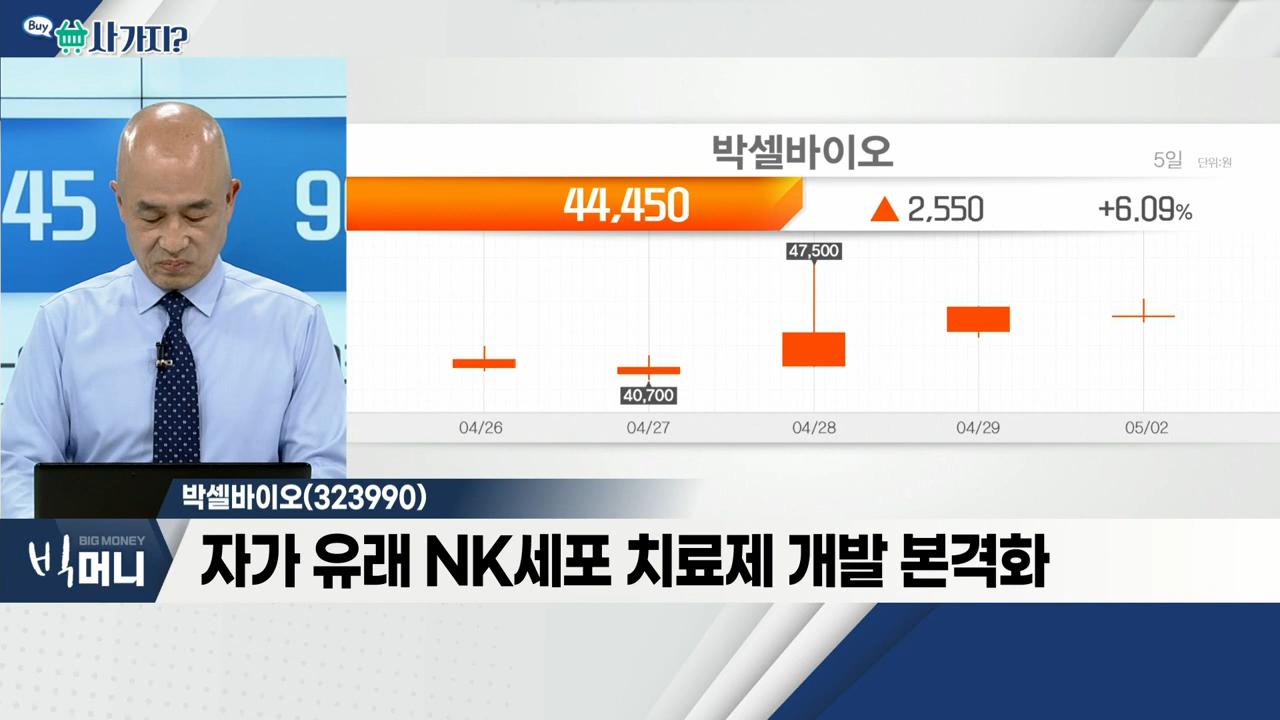 Buy
사가지?
45
9
박셀바이오
5일 단위:원
44,450 ▲ 2,550 +6.09%
47,500
40,700
04/26 04/27 04/28 04/29 05/02
박셀바이오(323990)
BIG MONEY
빅머니
자가 유래 NK세포 치료제 개발 본격화